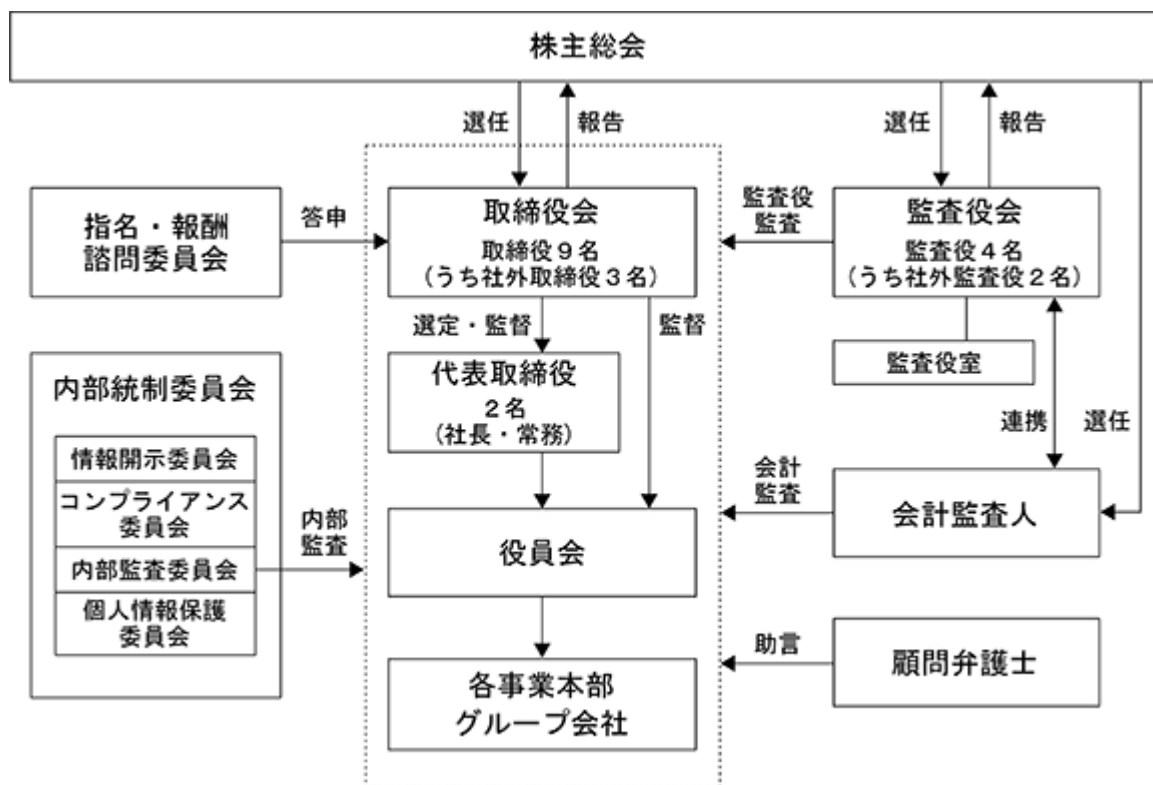 株主総会
選任
報告
選任
報告
指名・報酬
諮問委員会
答申
取締役会
取締役9名
（うち社外取締役3名）
監査役
監査
監査役会
監査役4名
（うち社外監査役2名）
選定・監督
監督
監査役室
代表取締役
2名
（社長・常務）
連携
選任
内部統制委員会
情報開示委員会
コンプライアンス
委員会
内部監査委員会
個人情報保護
委員会
内部
監査
会計
監査
役員会
会計監査人
助言
顧問弁護士
各事業本部
グループ会社